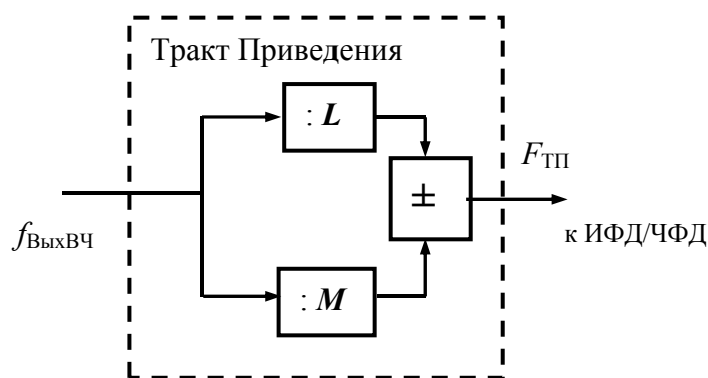 Тракт Приведения
: L
F_ТП
±
f_ВыхВЧ
к ИФД/ЧФД
: M